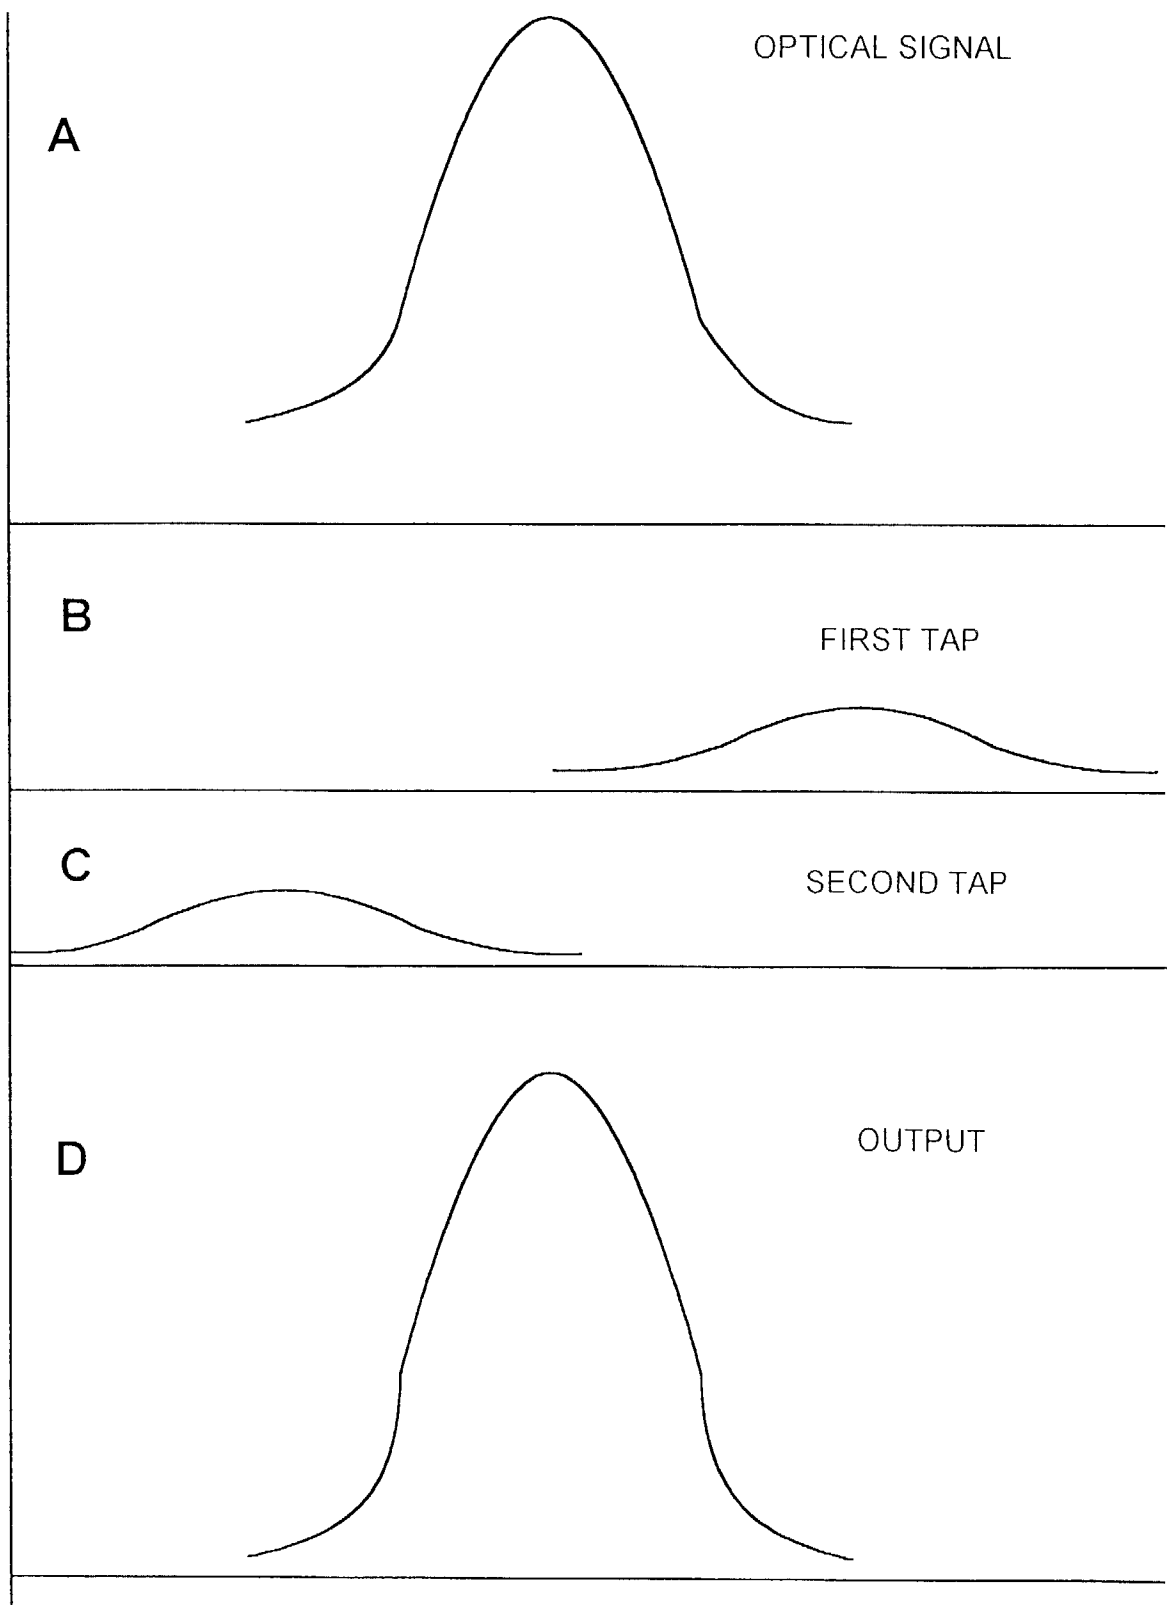 OPTICAL SIGNAL
A
B
FIRST TAP
C
SECOND TAP
D
OUTPUT